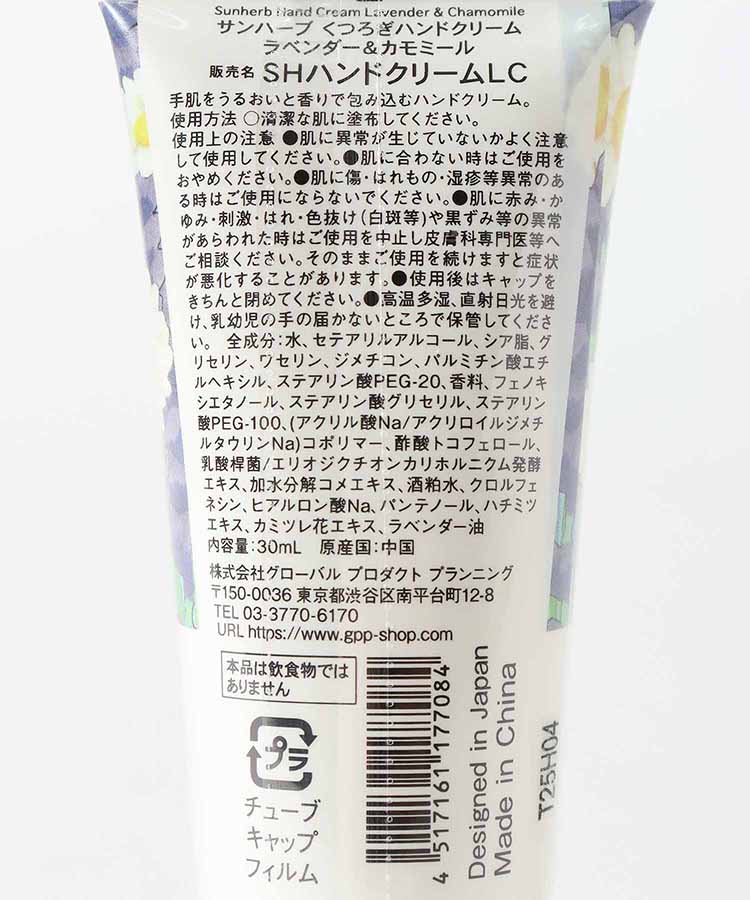 Sunherb Hand Cream Lavender & Chamomile
サンハーブ くつろぎハンドクリーム
ラベンダー&カモミール
販売名 SHハンドクリームLC
手肌をうるおいと香りで包み込むハンドクリーム。
使用方法 ○清潔な肌に塗布してください。
使用上の注意 ●肌に異常が生じていないかよく注意
して使用してください。●肌に合わない時はご使用を
おやめください。●肌に傷・はれもの・湿疹等異常のあ
る時はご使用にならないでください。●肌に赤み・か
ゆみ・刺激・はれ・色抜け(白斑等)や黒ずみ等の異常
があらわれた時はご使用を中止し皮膚科専門医等へ
ご相談ください。そのままご使用を続けますと症状
が悪化することがあります。●使用後はキャップを
きちんと閉めてください。●高温多湿、直射日光を避
け、乳幼児の手の届かないところで保管してくださ
い。 全成分:水、セテアリルアルコール、シア脂、グ
リセリン、ワセリン、ジメチコン、パルミチン酸エチ
ルヘキシル、ステアリン酸PEG-20、香料、フェノキ
シエタノール、ステアリン酸グリセリル、ステアリン
酸PEG-100、(アクリル酸Na/アクリロイルジメチ
ルタウリンNa)コポリマー、酢酸トコフェロール、
乳酸桿菌/エリオジクチオンカリホルニクム発酵
エキス、加水分解コメエキス、酒粕水、クロルフェ
ネシン、ヒアルロン酸Na、パンテノール、ハチミツ
エキス、カミツレ花エキス、ラベンダー油
内容量:30mL 原産国:中国
株式会社グローバル プロダクト プランニング
〒150-0036 東京都渋谷区南平台町12-8
TEL 03-3770-6170
URL https://www.gpp-shop.com
本品は飲食物では
ありません
プラ
チューブ
キャップ
フィルム
4 517161 177084
Designed in Japan
Made in China
T25H04